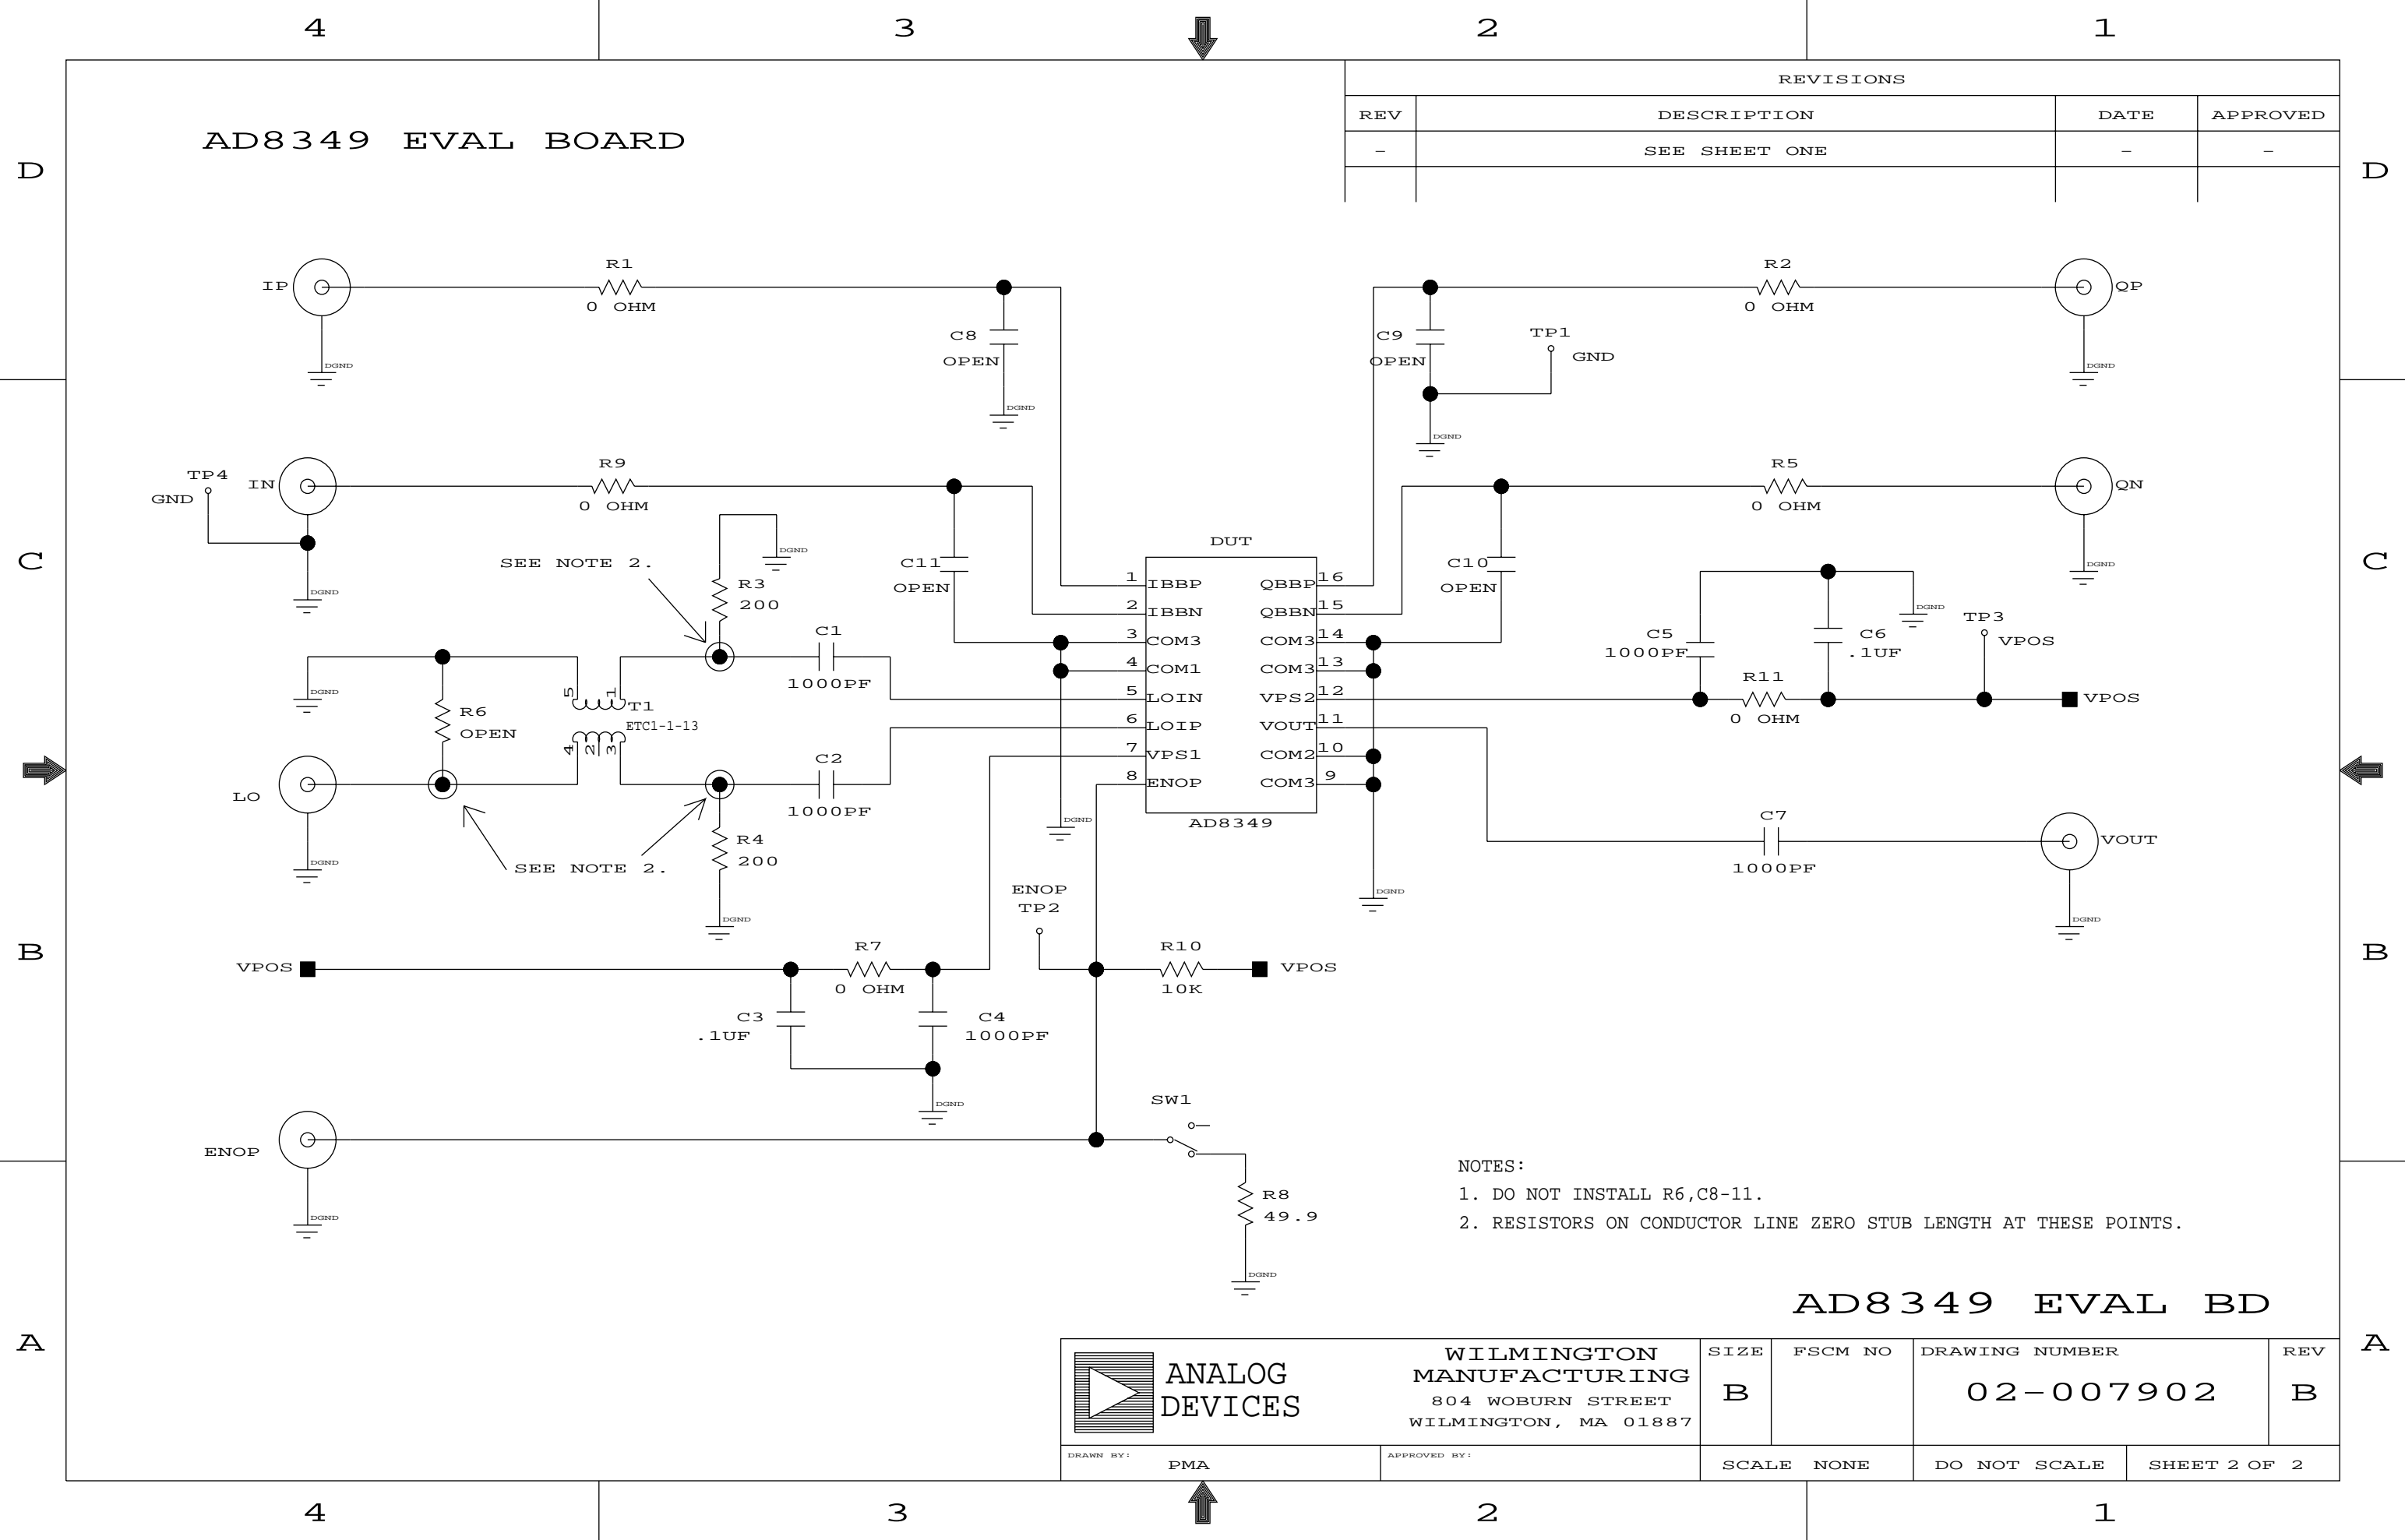 4 3 2 1
REVISIONS
REV DESCRIPTION DATE APPROVED
- SEE SHEET ONE - -
AD8349 EVAL BOARD
D D
IP R1 0 OHM
DGND
C8 OPEN
DGND
R2 0 OHM QP
C9 OPEN
TP1 GND
DGND
DGND
TP4 GND IN R9 0 OHM
DGND
C11 OPEN
R5 0 OHM QN
C10 OPEN
DGND
C C
SEE NOTE 2.
DGND
R3 200
C1 1000PF
DUT
1 IBBP QBBP 16
2 IBBN QBBN 15
3 COM3 COM3 14
4 COM1 COM3 13
5 LOIN VPS2 12
6 LOIP VOUT 11
7 VPS1 COM2 10
8 ENOP COM3 9
AD8349
DGND
DGND
C5 1000PF
C6 .1UF
DGND
TP3 VPOS
R11 0 OHM
VPOS
DGND
R6 OPEN
5 1
T1
ETC1-1-13
4 2 3
LO
DGND
C2 1000PF
R4 200
DGND
SEE NOTE 2.
C7 1000PF
VOUT
DGND
B B
ENOP
TP2
VPOS R7 0 OHM
C3 .1UF
C4 1000PF
DGND
R10 10K VPOS
ENOP
DGND
SW1
R8 49.9
DGND
NOTES:
1. DO NOT INSTALL R6,C8-11.
2. RESISTORS ON CONDUCTOR LINE ZERO STUB LENGTH AT THESE POINTS.
AD8349 EVAL BD
A A
ANALOG
DEVICES
WILMINGTON
MANUFACTURING
804 WOBURN STREET
WILMINGTON, MA 01887
SIZE
B
FSCM NO
DRAWING NUMBER
02-007902
REV
B
DRAWN BY: PMA
APPROVED BY:
SCALE NONE
DO NOT SCALE
SHEET 2 OF 2
4 3 2 1